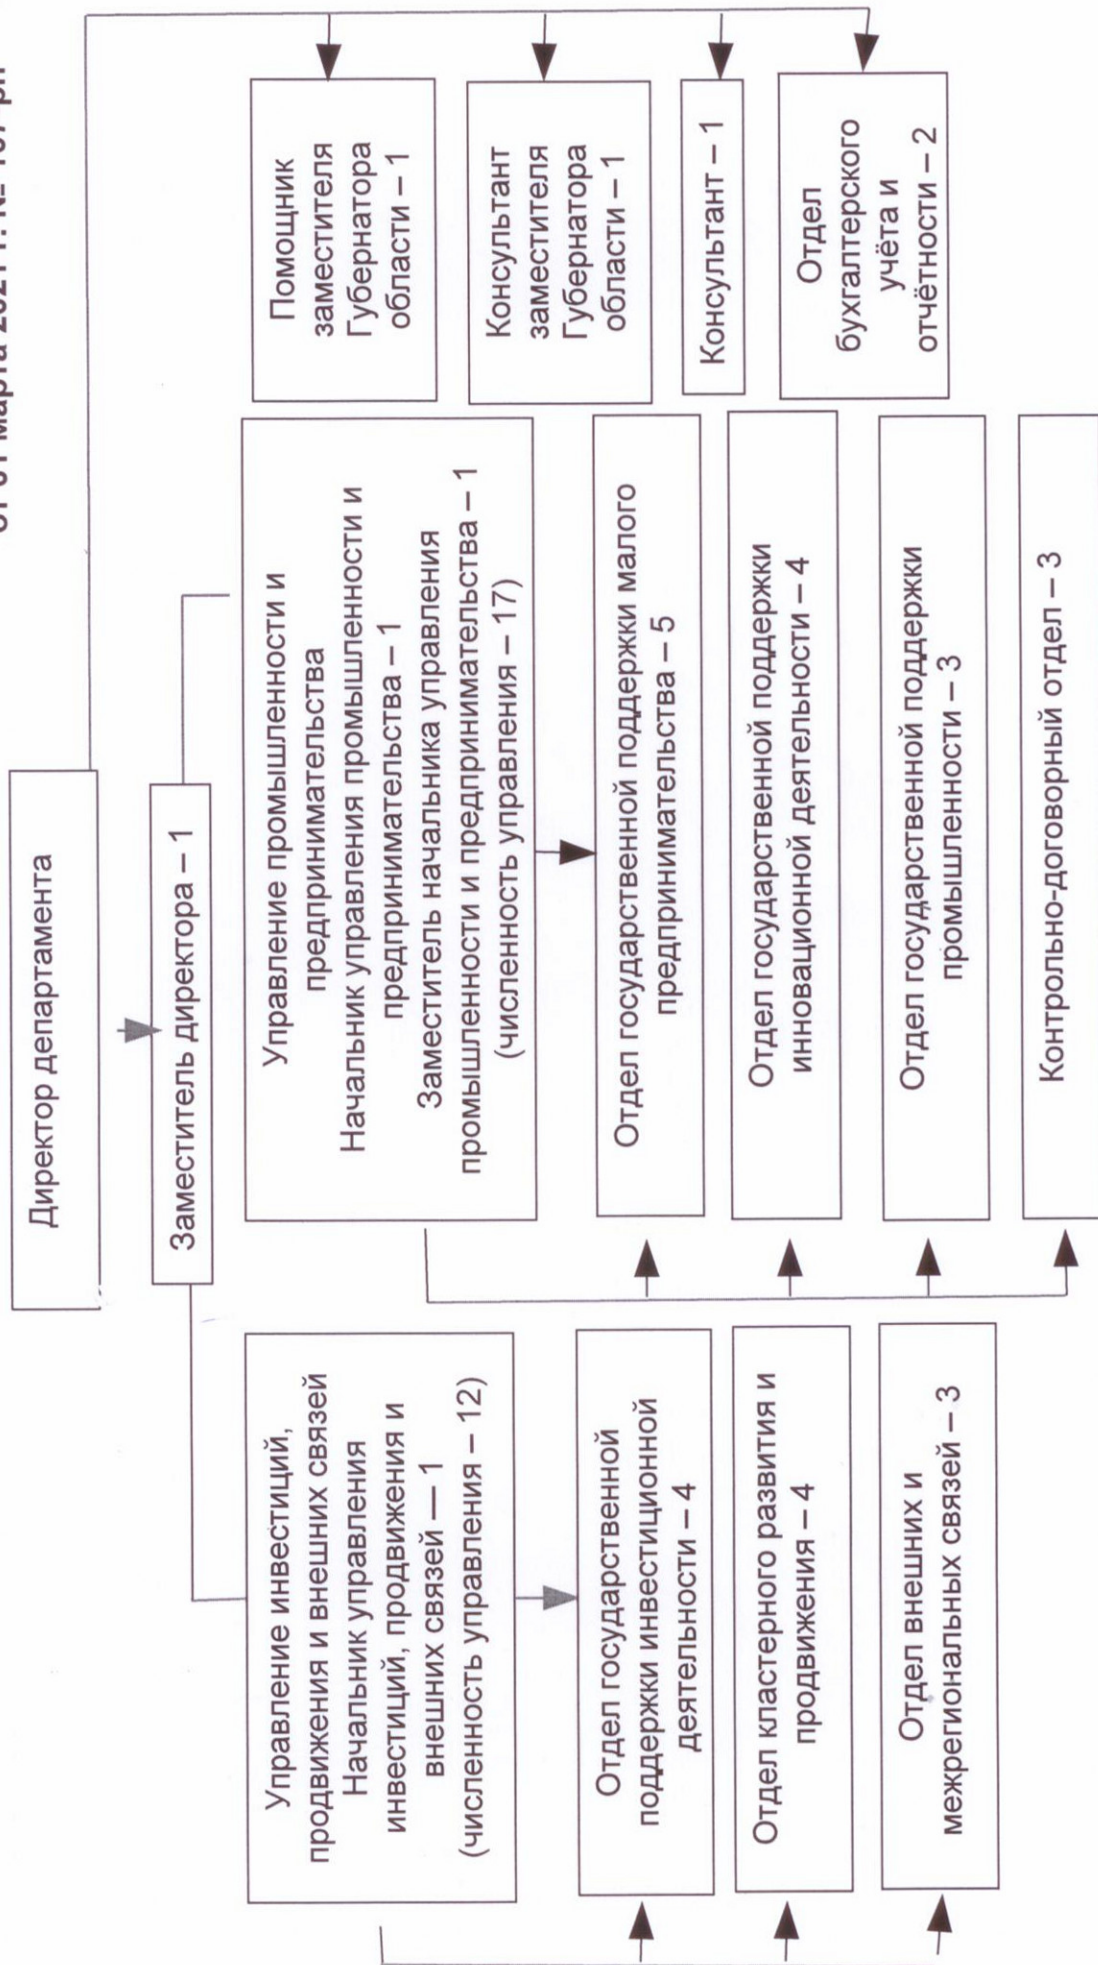 Директор департамента
Заместитель директора – 1
Управление инвестиций,
продвижения и внешних связей
Начальник управления
инвестиций, продвижения и
внешних связей — 1
(численность управления – 12)
Отдел государственной
поддержки инвестиционной
деятельности – 4
Отдел кластерного развития и
продвижения – 4
Отдел внешних и
межрегиональных связей – 3
Управление промышленности и
предпринимательства
Начальник управления промышленности и
предпринимательства – 1
Заместитель начальника управления
промышленности и предпринимательства – 1
(численность управления – 17)
Отдел государственной поддержки малого
предпринимательства – 5
Отдел государственной поддержки
инновационной деятельности – 4
Отдел государственной поддержки
промышленности – 3
Контрольно-договорный отдел – 3
Помощник
заместителя
Губернатора
области – 1
Консультант
заместителя
Губернатора
области – 1
Консультант – 1
Отдел
бухгалтерского
учёта и
отчётности – 2